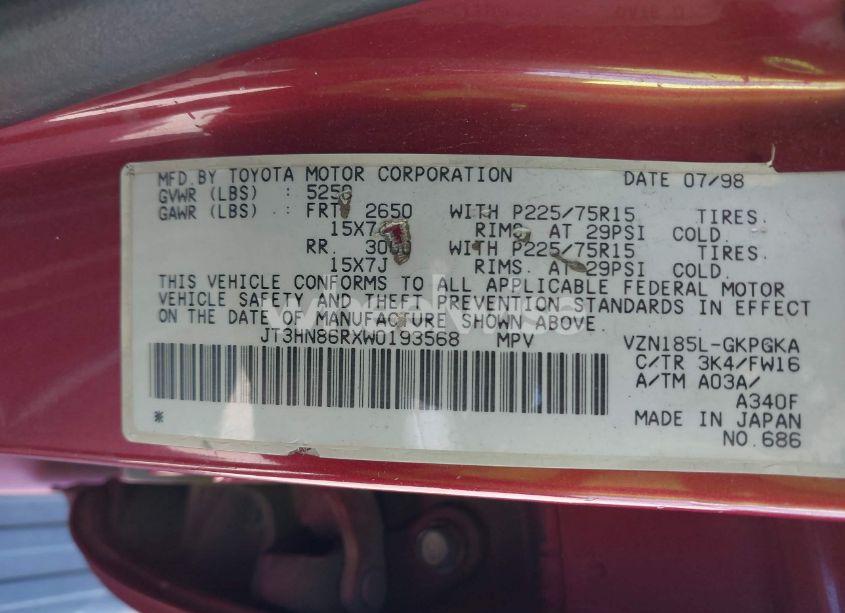 MFD. BY TOYOTA MOTOR CORPORATION DATE 07/98
GVWR (LBS) : 5250
GAWR (LBS) : FRT 2650 WITH P225/75R15 TIRES.
15X7J RIMS. AT 29PSI COLD.
RR. 3000 WITH P225/75R15 TIRES.
15X7J RIMS. AT 29PSI COLD.
THIS VEHICLE CONFORMS TO ALL APPLICABLE FEDERAL MOTOR
VEHICLE SAFETY AND THEFT PREVENTION STANDARDS IN EFFECT
ON THE DATE OF MANUFACTURE SHOWN ABOVE.
JT3HN86RXW0193568 MPV VZN185L-GKPGKA
C/TR 3K4/FW16
A/TM A03A/
A340F
* MADE IN JAPAN
NO.686